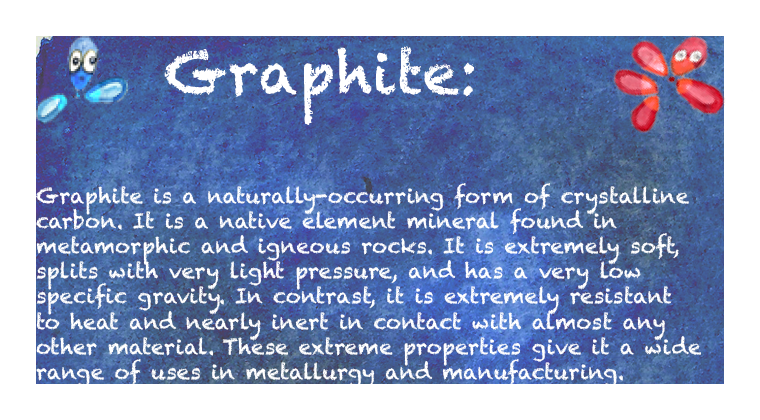 Graphite:
Graphite is a naturally-occurring form of crystalline
carbon. It is a native element mineral found in
metamorphic and igneous rocks. It is extremely soft,
splits with very light pressure, and has a very low
specific gravity. In contrast, it is extremely resistant
to heat and nearly inert in contact with almost any
other material. These extreme properties give it a wide
range of uses in metallurgy and manufacturing.